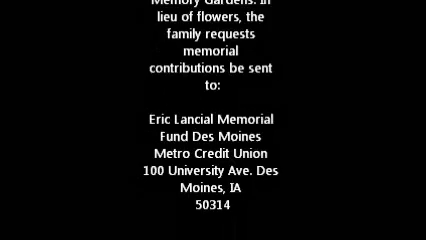 Memory Gardens. In
lieu of flowers, the
family requests
memorial
contributions be sent
to:
Eric Lancial Memorial
Fund Des Moines
Metro Credit Union
100 University Ave. Des
Moines, IA
50314